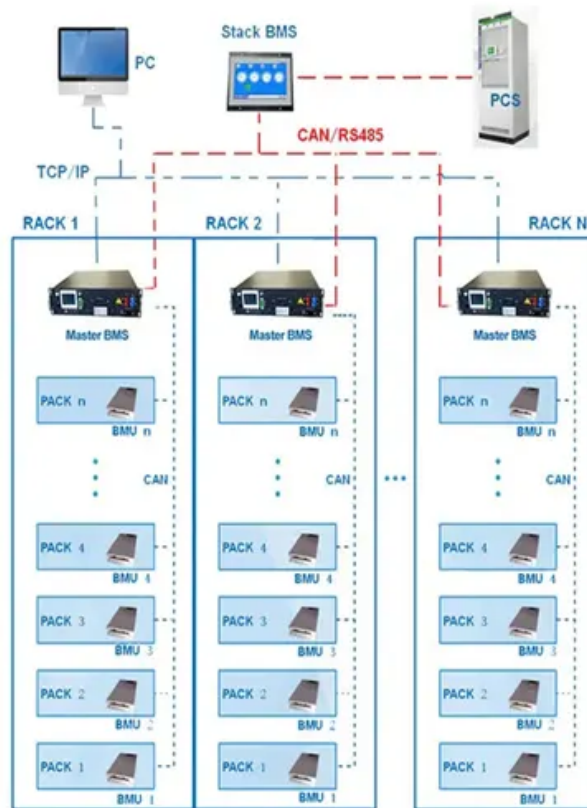 Stack BMS
PC
PCS
CAN/RS485
TCP/IP
RACK 1
RACK 2
RACK N
Master BMS
Master BMS
Master BMS
PACK n
BMU n
PACK n
BMU n
PACK n
BMU n
CAN
CAN
CAN
PACK 4
BMU 4
PACK 4
BMU 4
PACK 4
BMU 4
PACK 3
BMU 3
PACK 3
BMU 3
PACK 3
BMU 3
PACK 2
BMU 2
PACK 2
BMU 2
PACK 2
BMU 2
PACK 1
BMU 1
PACK 1
BMU 1
PACK 1
BMU 1